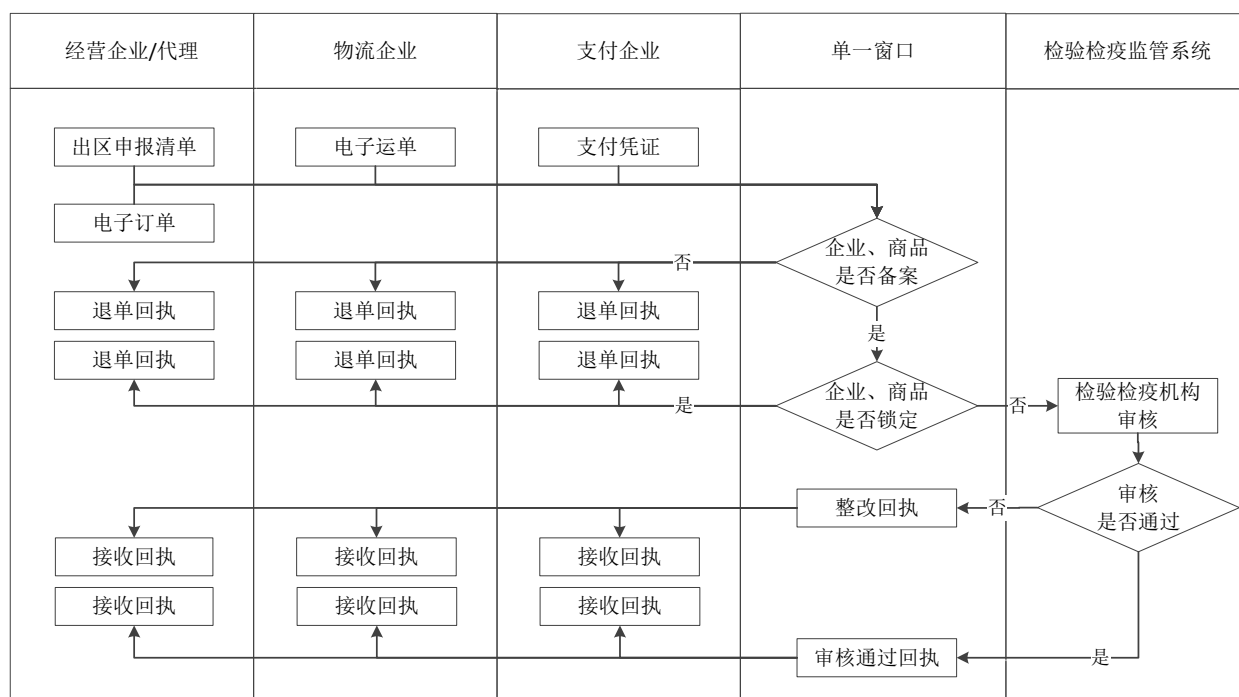 经营企业/代理
物流企业
支付企业
单一窗口
检验检疫监管系统
出区申报清单
电子运单
支付凭证
电子订单
企业、商品
是否备案
否
退单回执
退单回执
退单回执
是
退单回执
退单回执
退单回执
企业、商品
是否锁定
是
否
检验检疫机构
审核
审核
是否通过
否
整改回执
接收回执
接收回执
接收回执
接收回执
接收回执
接收回执
审核通过回执
是